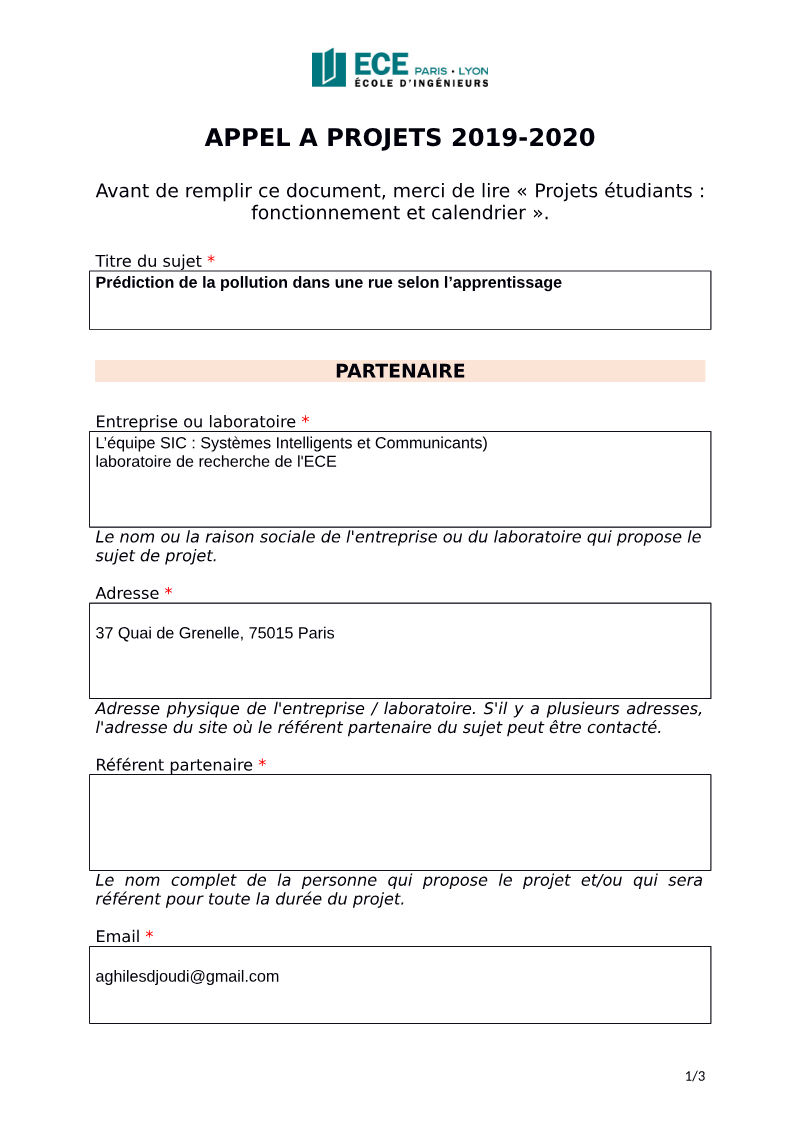 ECE PARIS • LYON
ÉCOLE D'INGÉNIEURS
APPEL A PROJETS 2019-2020
Avant de remplir ce document, merci de lire « Projets étudiants :
fonctionnement et calendrier ».
Titre du sujet *
Prédiction de la pollution dans une rue selon l’apprentissage
PARTENAIRE
Entreprise ou laboratoire *
L’équipe SIC : Systèmes Intelligents et Communicants)
laboratoire de recherche de l'ECE
Le nom ou la raison sociale de l'entreprise ou du laboratoire qui propose le
sujet de projet.
Adresse *
37 Quai de Grenelle, 75015 Paris
Adresse physique de l'entreprise / laboratoire. S'il y a plusieurs adresses,
l'adresse du site où le référent partenaire du sujet peut être contacté.
Référent partenaire *
Le nom complet de la personne qui propose le projet et/ou qui sera
référent pour toute la durée du projet.
Email *
aghilesdjoudi@gmail.com
1/3